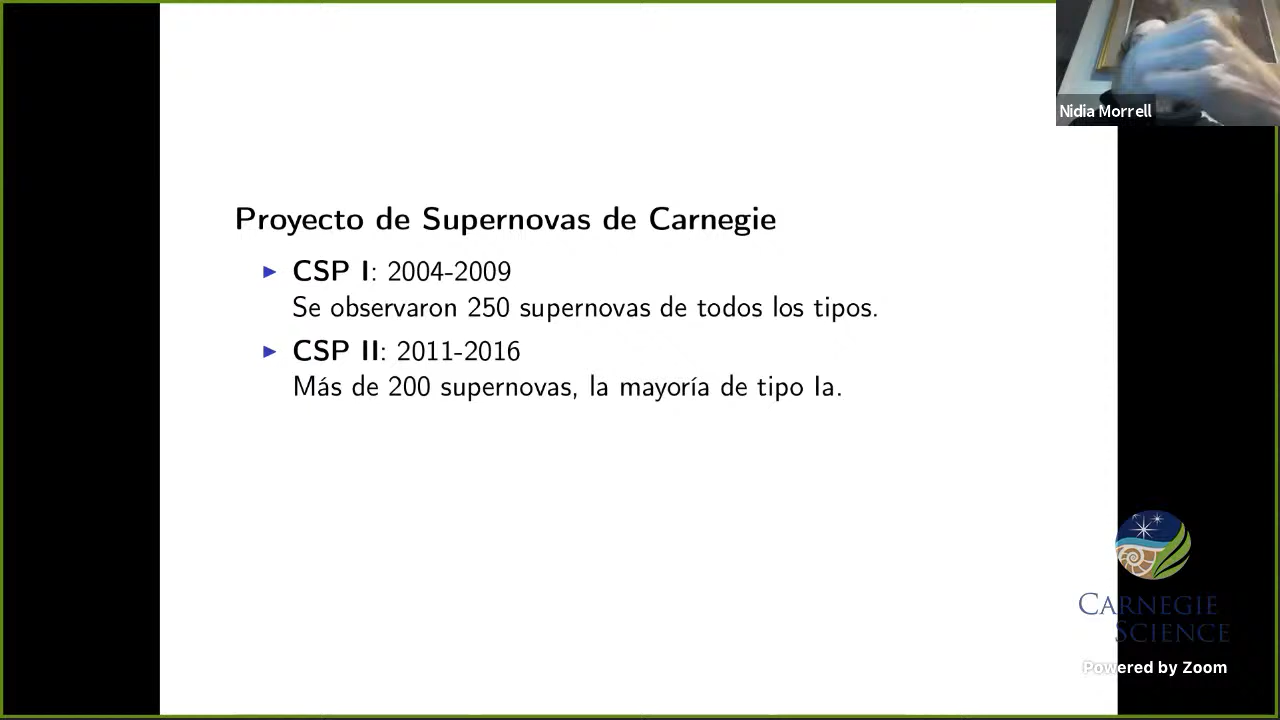 Nidia Morrell
Proyecto de Supernovas de Carnegie
CSP I: 2004-2009
Se observaron 250 supernovas de todos los tipos.
CSP II: 2011-2016
Más de 200 supernovas, la mayoría de tipo Ia.
CARNEGIE
SCIENCE
Powered by Zoom